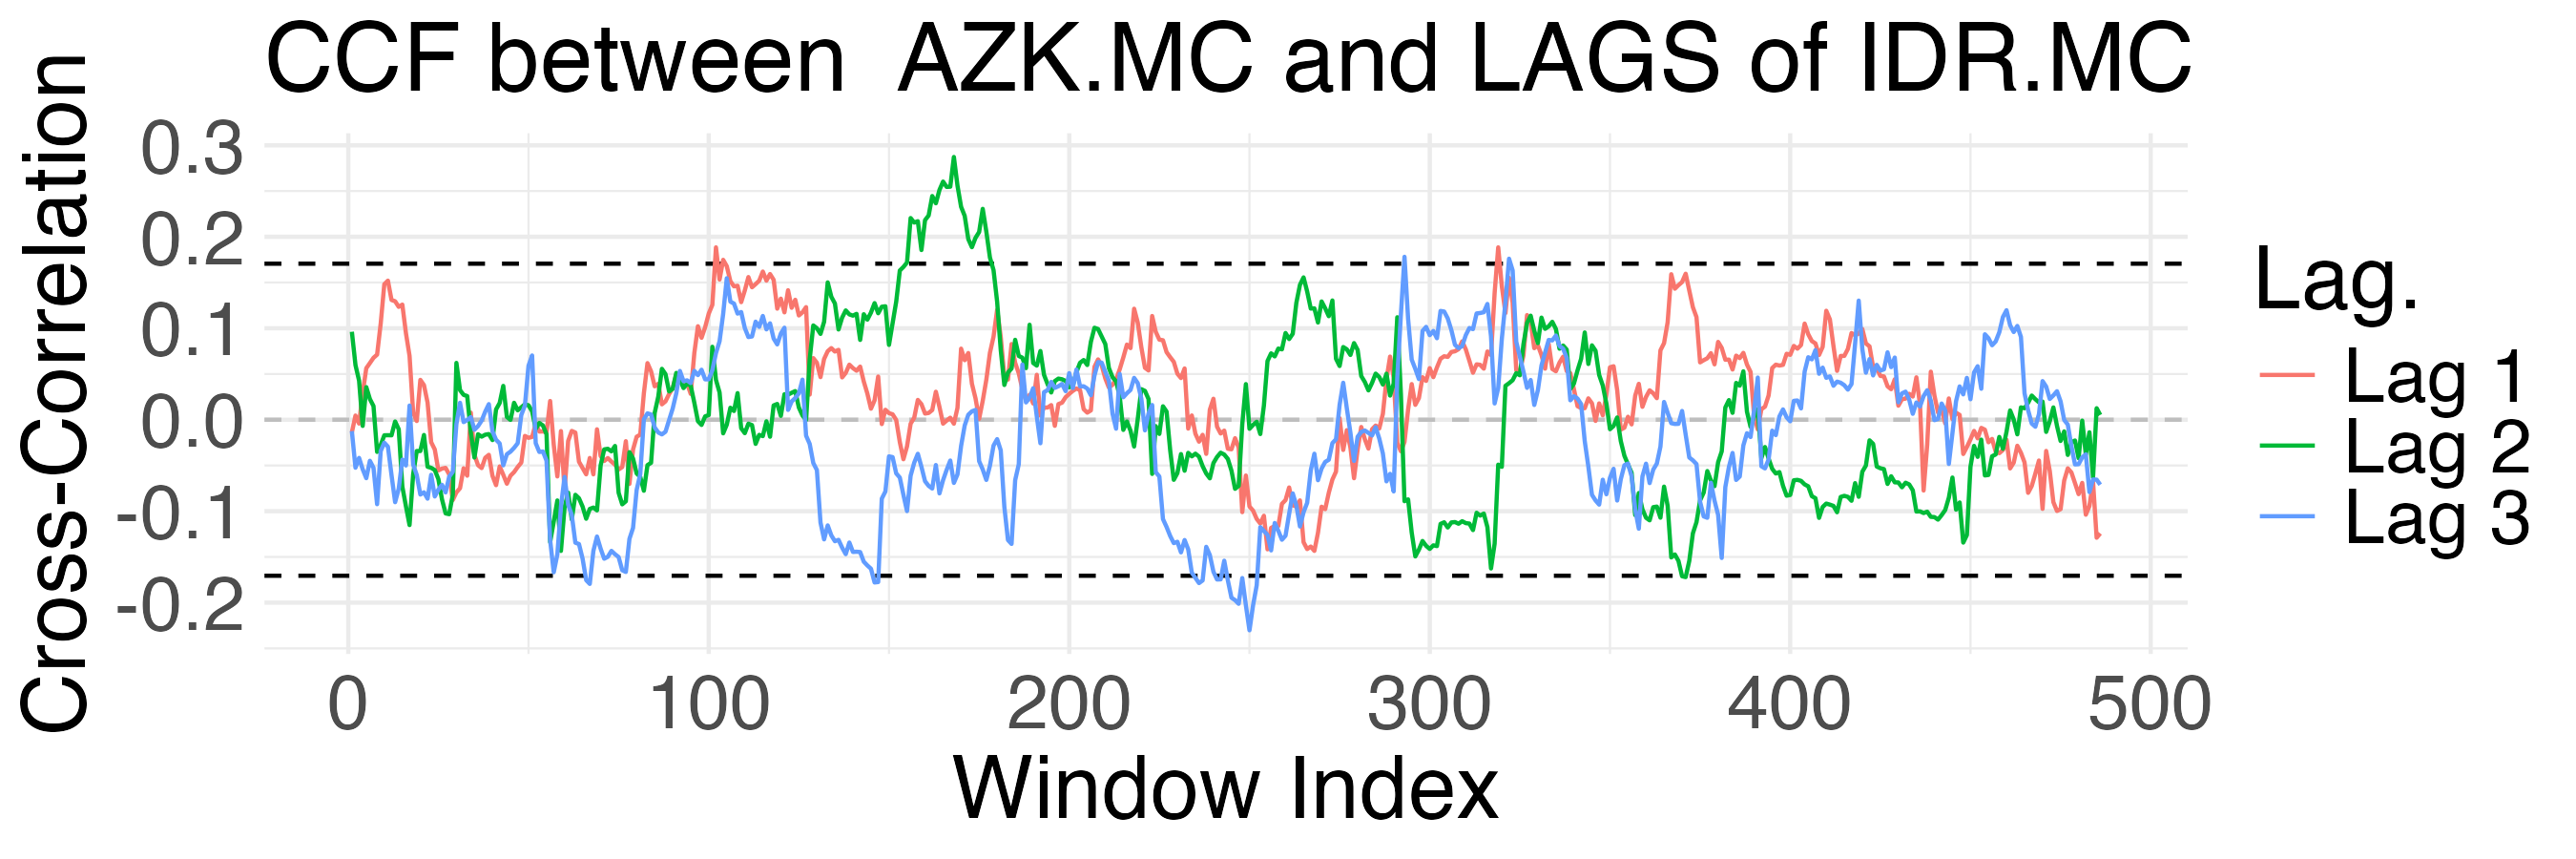 CCF between  AZK.MC and LAGS of IDR.MC
Cross-Correlation
0.3
0.2
0.1
0.0
-0.1
-0.2
0 100 200 300 400 500
Window Index
Lag.
Lag 1
Lag 2
Lag 3